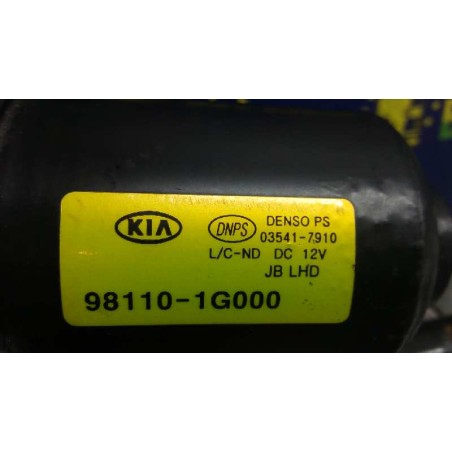 KIA
DNPS DENSO PS
03541-7910
L/C-ND DC 12V
JB LHD
98110-1G000